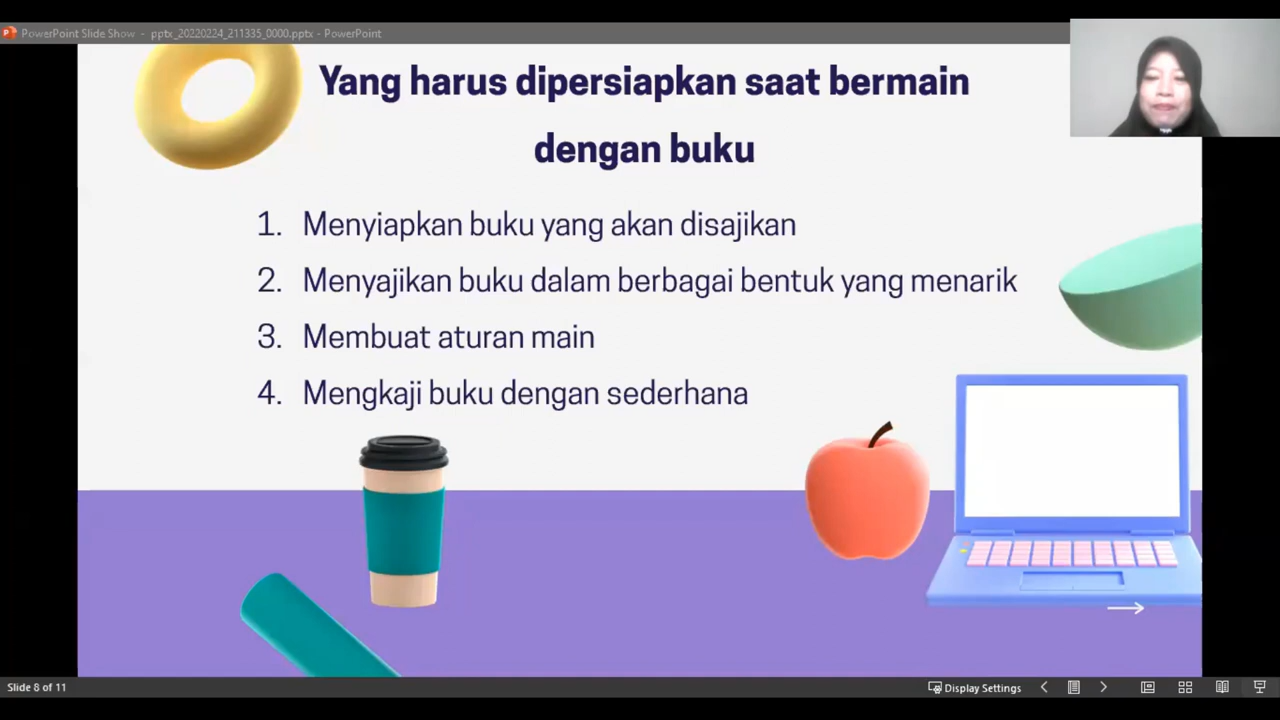 PowerPoint Slide Show - pptx_20220224_211335_0000.pptx - PowerPoint
Yang harus dipersiapkan saat bermain
dengan buku
1. Menyiapkan buku yang akan disajikan
2. Menyajikan buku dalam berbagai bentuk yang menarik
3. Membuat aturan main
4. Mengkaji buku dengan sederhana
Slide 8 of 11
Display Settings